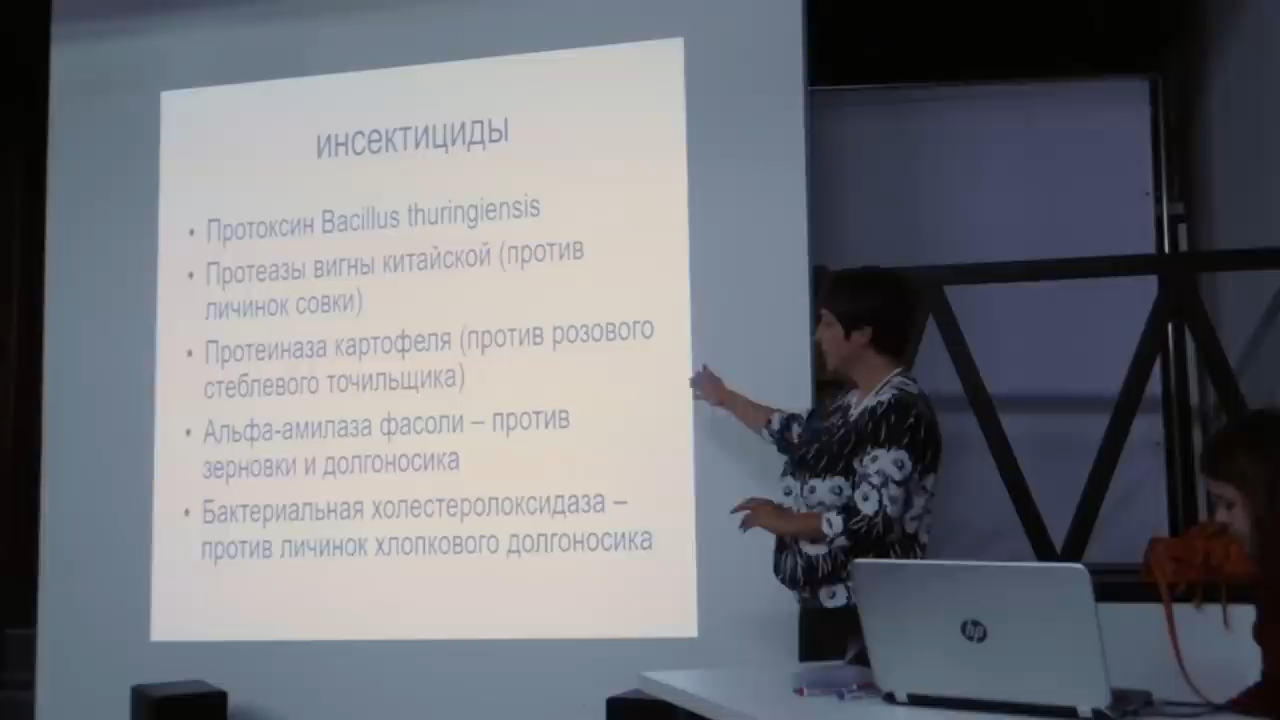 инсектициды
• Протоксин Bacillus thuringiensis
• Протеазы вигны китайской (против
личинок совки)
• Протеиназа картофеля (против розового
стеблевого точильщика)
• Альфа-амилаза фасоли – против
зерновки и долгоносика
• Бактериальная холестеролоксидаза –
против личинок хлопкового долгоносика
hp